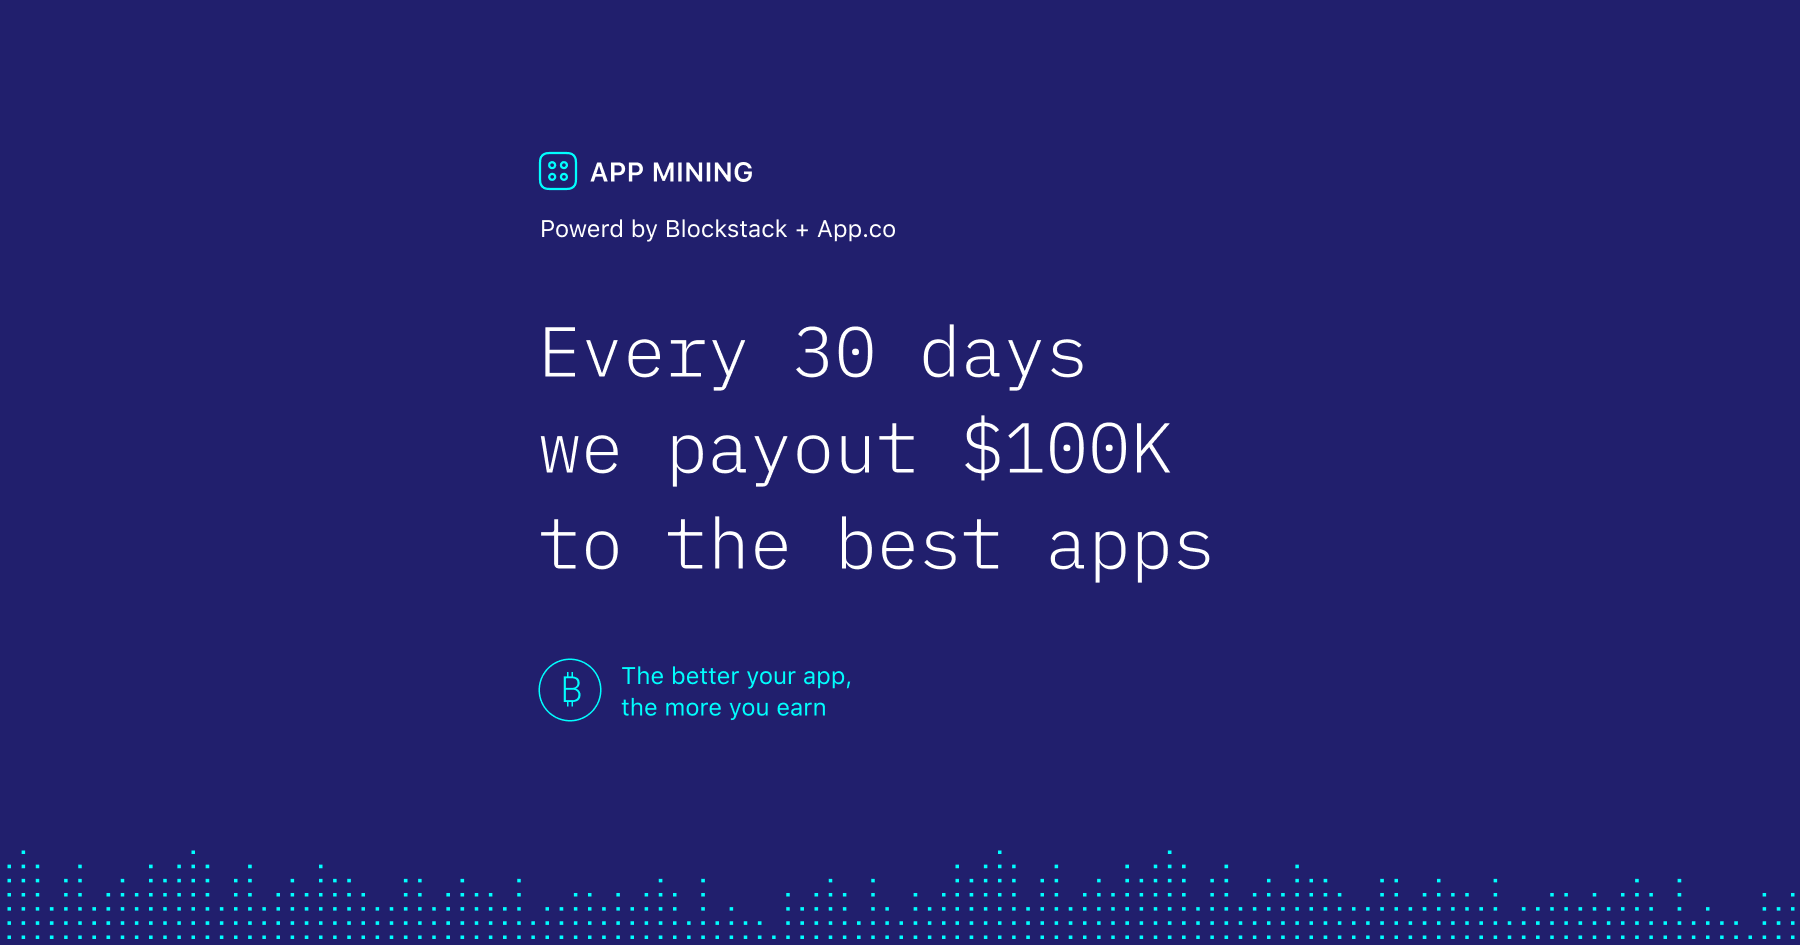 APP MINING
Powerd by Blockstack + App.co
Every 30 days
we payout $100K
to the best apps
The better your app,
the more you earn